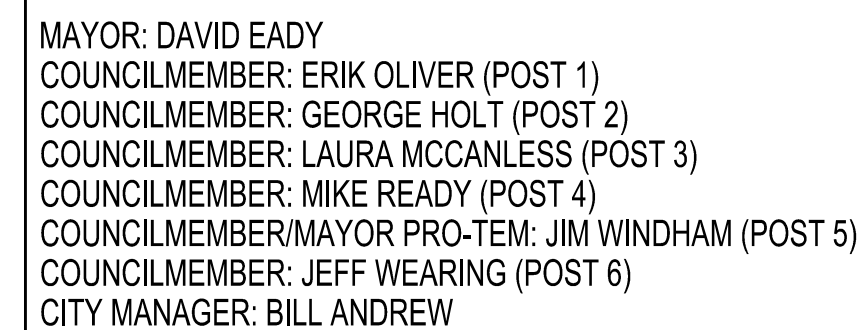 MAYOR: DAVID EADY
COUNCILMEMBER: ERIK OLIVER (POST 1)
COUNCILMEMBER: GEORGE HOLT (POST 2)
COUNCILMEMBER: LAURA MCCANLESS (POST 3)
COUNCILMEMBER: MIKE READY (POST 4)
COUNCILMEMBER/MAYOR PRO-TEM: JIM WINDHAM (POST 5)
COUNCILMEMBER: JEFF WEARING (POST 6)
CITY MANAGER: BILL ANDREW